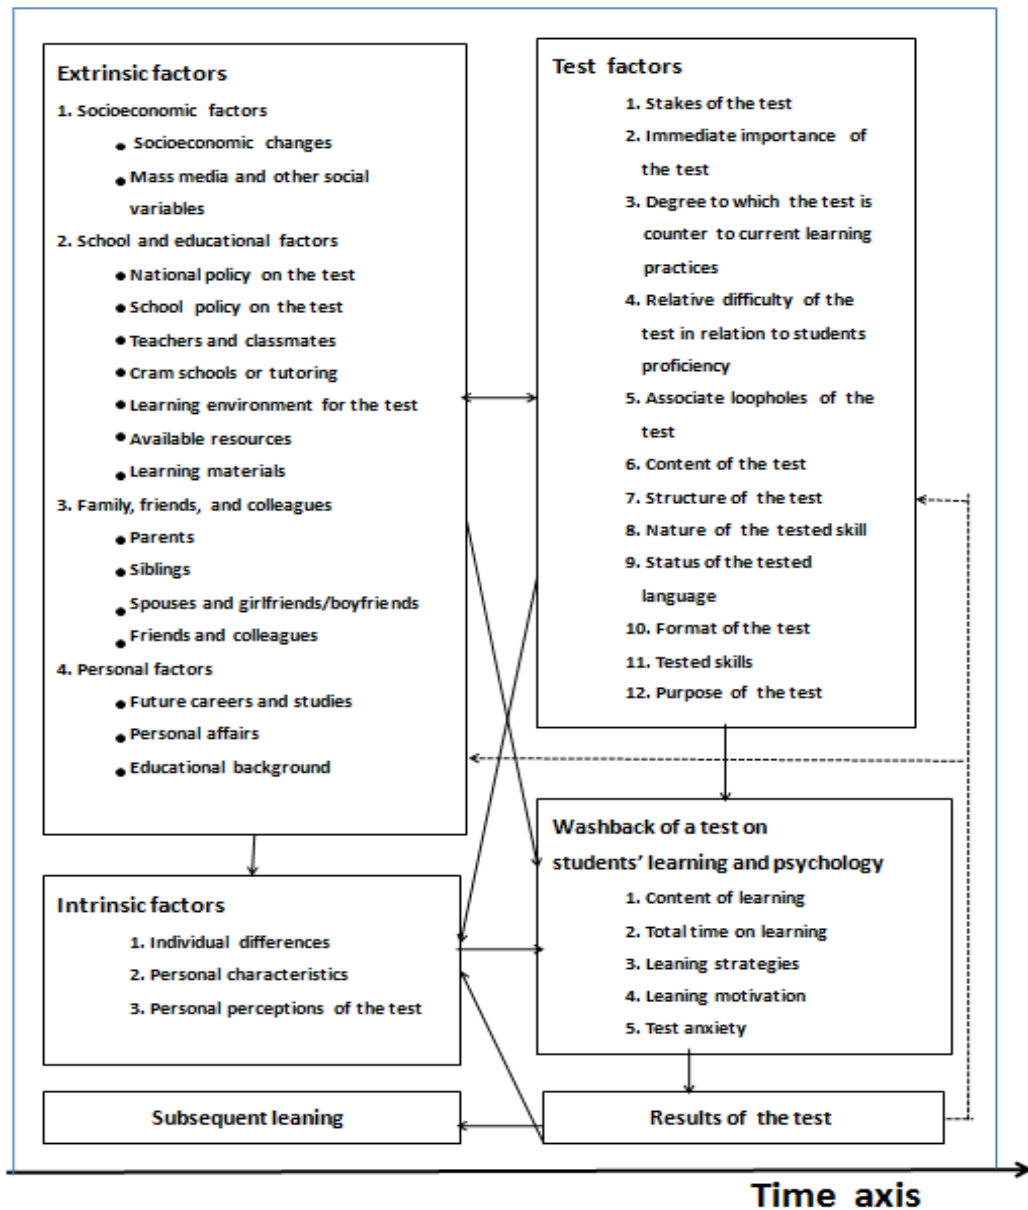 Extrinsic factors
1. Socioeconomic factors
• Socioeconomic changes
• Mass media and other social
variables
2. School and educational factors
• National policy on the test
• School policy on the test
• Teachers and classmates
• Cram schools or tutoring
• Learning environment for the test
• Available resources
• Learning materials
3. Family, friends, and colleagues
• Parents
• Siblings
• Spouses and girlfriends/boyfriends
• Friends and colleagues
4. Personal factors
• Future careers and studies
• Personal affairs
• Educational background
Test factors
1. Stakes of the test
2. Immediate importance of
the test
3. Degree to which the test is
counter to current learning
practices
4. Relative difficulty of the
test in relation to students
proficiency
5. Associate loopholes of the
test
6. Content of the test
7. Structure of the test
8. Nature of the tested skill
9. Status of the tested
language
10. Format of the test
11. Tested skills
12. Purpose of the test
Intrinsic factors
1. Individual differences
2. Personal characteristics
3. Personal perceptions of the test
Washback of a test on
students' learning and psychology
1. Content of learning
2. Total time on learning
3. Leaning strategies
4. Leaning motivation
5. Test anxiety
Subsequent leaning
Results of the test
Time axis